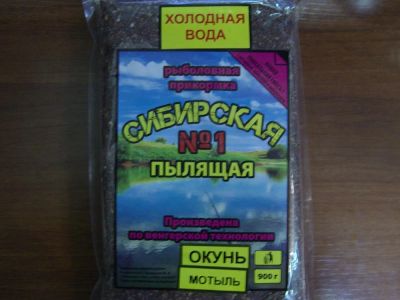 ХОЛОДНАЯ
ВОДА
рыболовная
прикормка
СИБИРСКАЯ
№1
ПЫЛЯЩАЯ
Произведена
по венгерской технологии
ОКУНЬ
МОТЫЛЬ
900 г